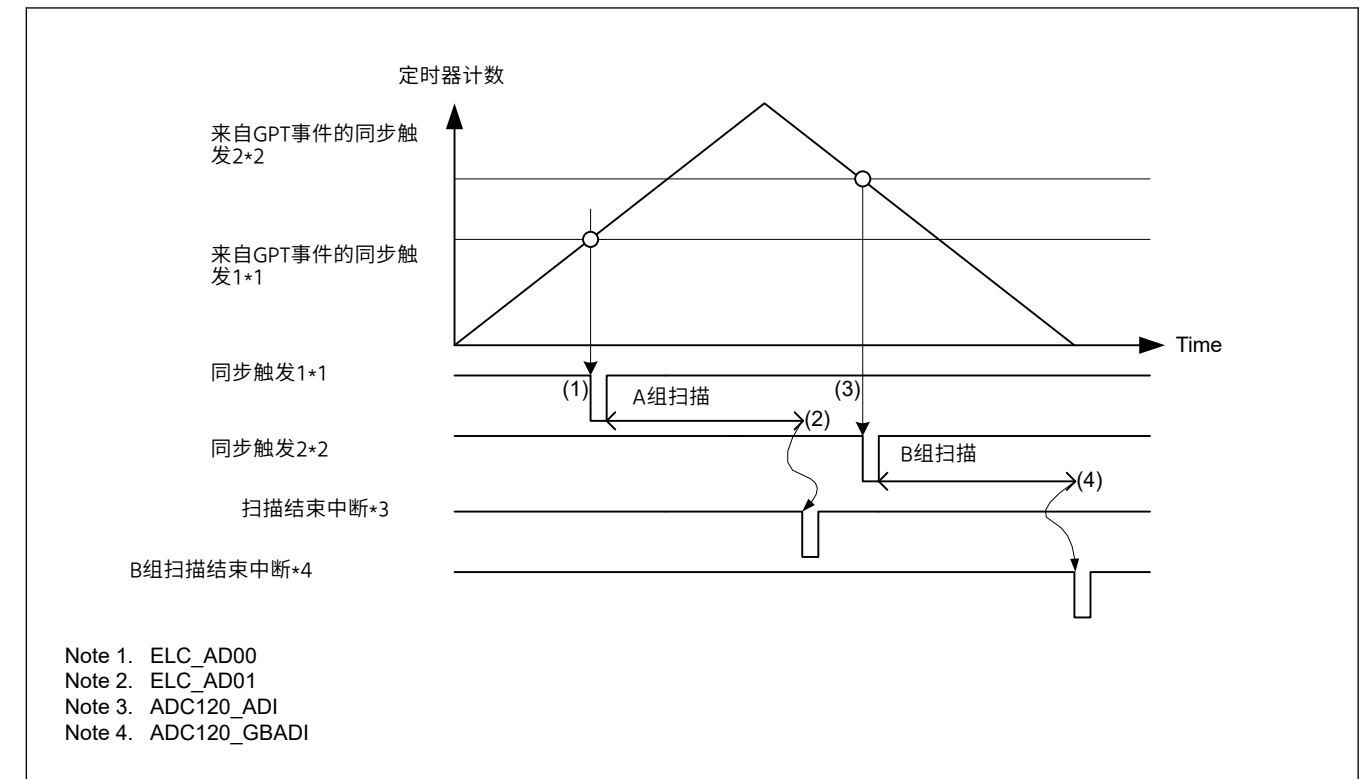 定时器计数
来自GPT事件的同步触
发2*2
来自GPT事件的同步触
发1*1
Time
同步触发1*1
(1)
A组扫描
(2)
(3)
同步触发2*2
B组扫描
(4)
扫描结束中断*3
B组扫描结束中断*4
Note 1. ELC_AD00
Note 2. ELC_AD01
Note 3. ADC120_ADI
Note 4. ADC120_GBADI